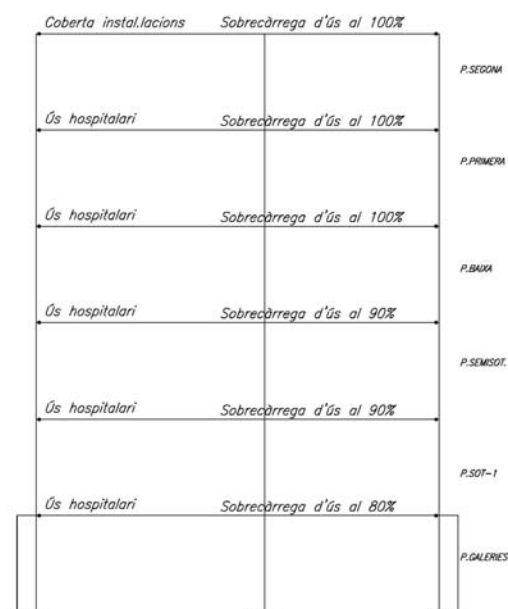 Coberta instal.lacions Sobrecàrrega d'ús al 100%
P.SEGONA
Ús hospitalari Sobrecàrrega d'ús al 100%
P.PRIMERA
Ús hospitalari Sobrecàrrega d'ús al 100%
P.BAIXA
Ús hospitalari Sobrecàrrega d'ús al 90%
P.SEMISOT.
Ús hospitalari Sobrecàrrega d'ús al 90%
P.SOT-1
Ús hospitalari Sobrecàrrega d'ús al 80%
P.GALERIES